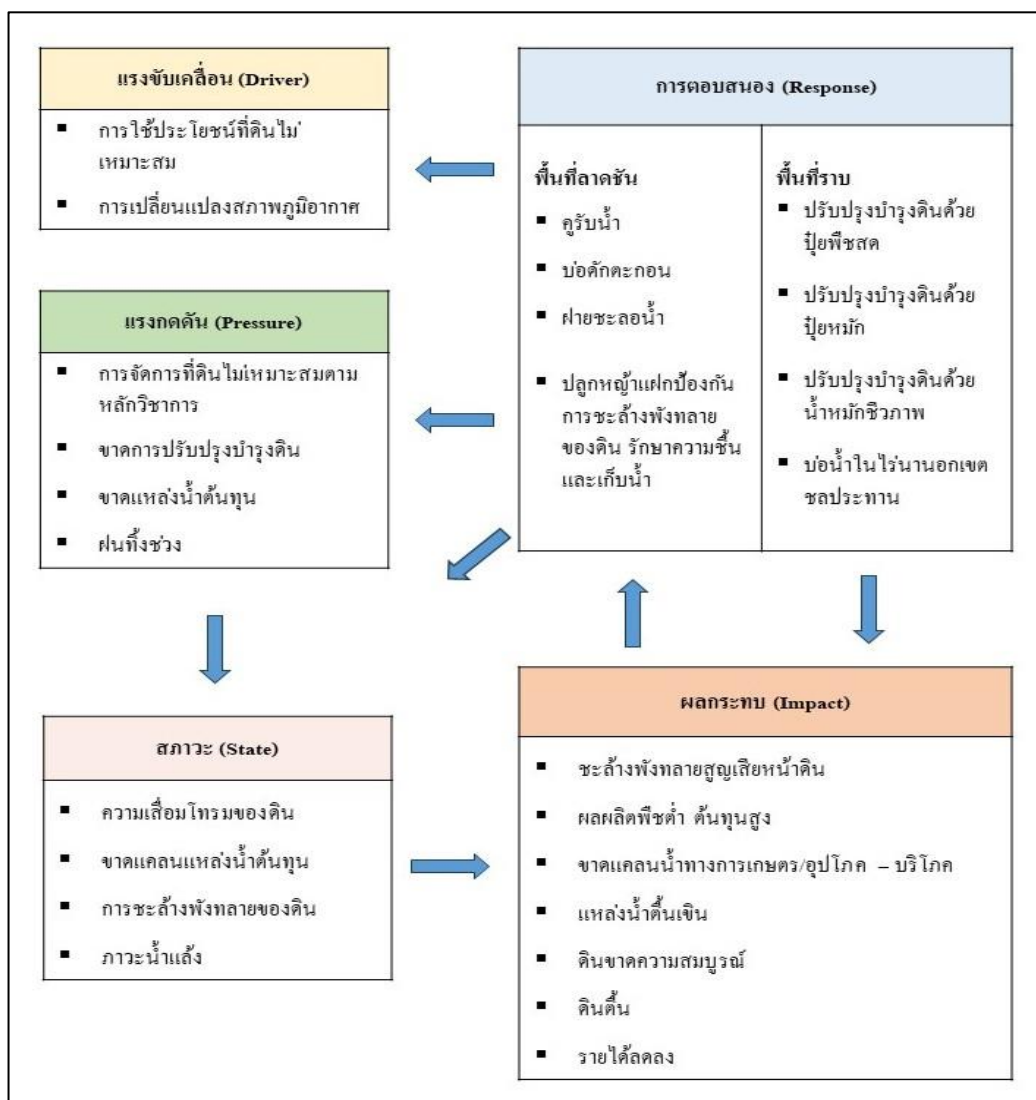 แรงขับเคลื่อน (Driver)
▪ การใช้ประโยชน์ที่ดินไม่
เหมาะสม
▪ การเปลี่ยนแปลงสภาพภูมิอากาศ
แรงกดดัน (Pressure)
▪ การจัดการที่ดินไม่เหมาะสมตาม
หลักวิชาการ
▪ ขาดการปรับปรุงบำรุงดิน
▪ ขาดแหล่งน้ำต้นทุน
▪ ฝนทิ้งช่วง
สภาวะ (State)
▪ ความเสื่อมโทรมของดิน
▪ ขาดแคลนแหล่งน้ำต้นทุน
▪ การชะล้างพังทลายของดิน
▪ ภาวะน้ำแล้ง
การตอบสนอง (Response)
พื้นที่ลาดชัน
▪ คูรับน้ำ
▪ บ่อดักตะกอน
▪ ฝายชะลอน้ำ
▪ ปลูกหญ้าแฝกป้องกัน
การชะล้างพังทลาย
ของดิน รักษาความชื้น
และเก็บน้ำ
พื้นที่ราบ
▪ ปรับปรุงบำรุงดินด้วย
ปุ๋ยพืชสด
▪ ปรับปรุงบำรุงดินด้วย
ปุ๋ยหมัก
▪ ปรับปรุงบำรุงดินด้วย
น้ำหมักชีวภาพ
▪ บ่อน้ำในไร่นานอกเขต
ชลประทาน
ผลกระทบ (Impact)
▪ ชะล้างพังทลายสูญเสียหน้าดิน
▪ ผลผลิตพืชต่ำ ต้นทุนสูง
▪ ขาดแคลนน้ำทางการเกษตร/อุปโภค – บริโภค
▪ แหล่งน้ำตื้นเขิน
▪ ดินขาดความสมบูรณ์
▪ ดินตื้น
▪ รายได้ลดลง